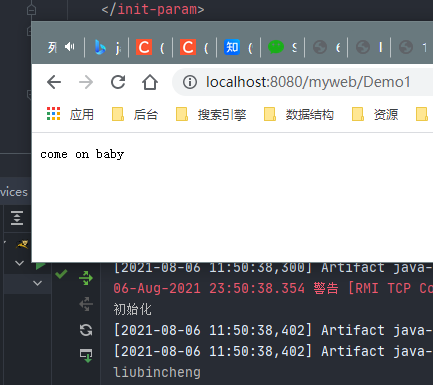 </init-param>
列
localhost:8080/myweb/Demo1
应用 后台 搜索引擎 数据结构 资源
come on baby
vices
[2021-08-06 11:50:38,300] Artifact java-
06-Aug-2021 23:50:38.354 警告 [RMI TCP Co
初始化
[2021-08-06 11:50:38,402] Artifact java-
[2021-08-06 11:50:38,402] Artifact java-
liubincheng